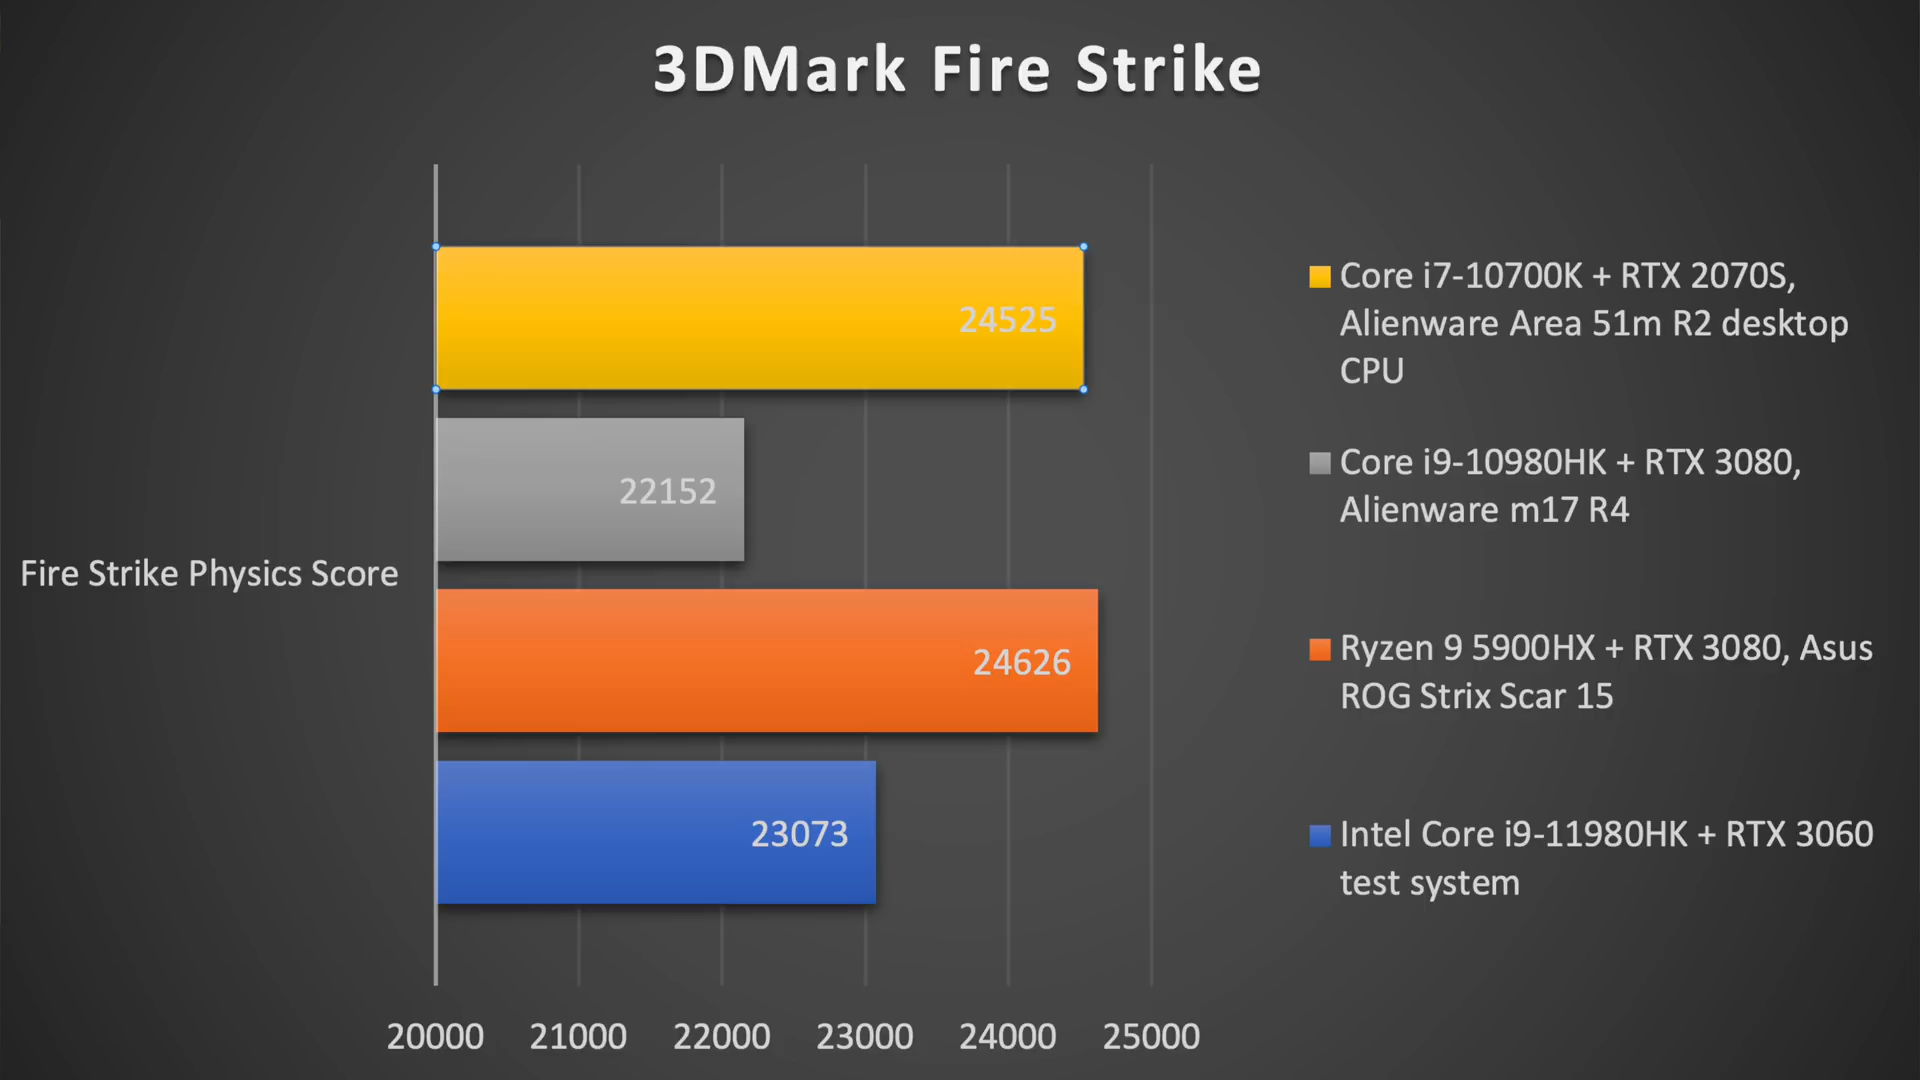 3DMark Fire Strike
24525
22152
24626
23073
Fire Strike Physics Score
20000 21000 22000 23000 24000 25000
Core i7-10700K + RTX 2070S,
Alienware Area 51m R2 desktop
CPU
Core i9-10980HK + RTX 3080,
Alienware m17 R4
Ryzen 9 5900HX + RTX 3080, Asus
ROG Strix Scar 15
Intel Core i9-11980HK + RTX 3060
test system